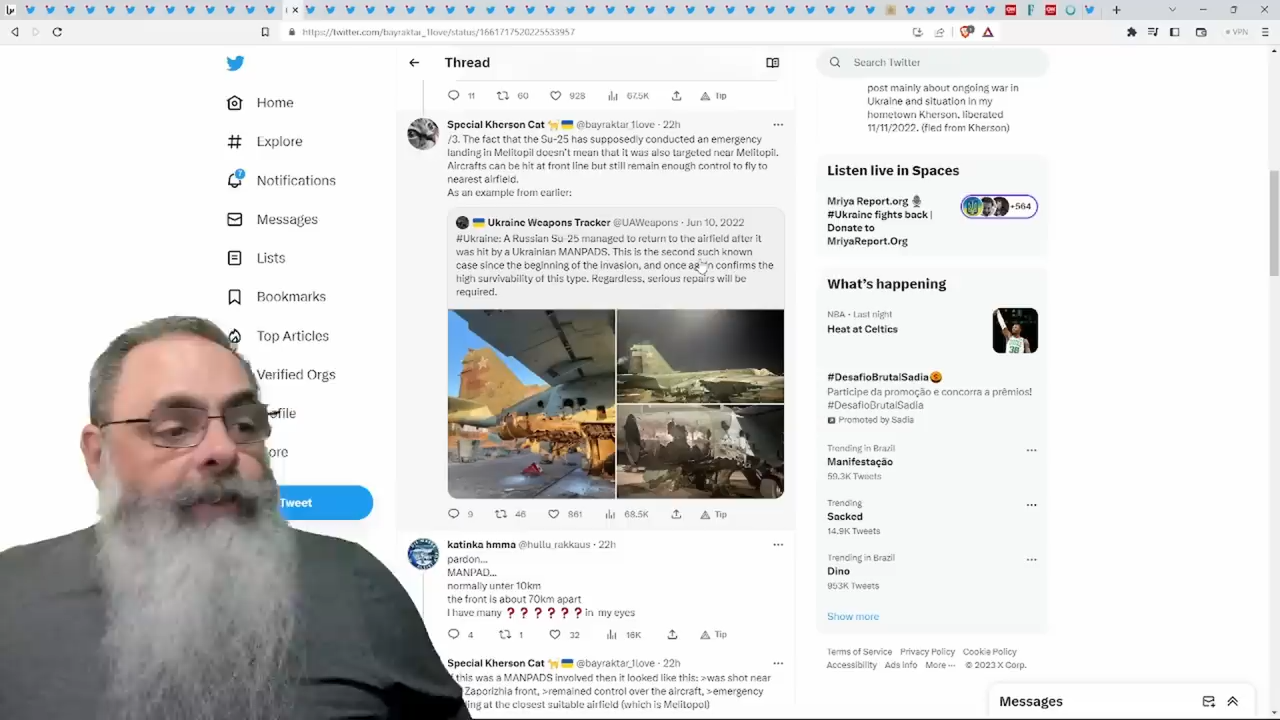 https://twitter.com/bayraktar_1love/status/1661717520225533957
VPN
Home
Explore
7
Notifications
Messages
Lists
Bookmarks
Top Articles
Verified Orgs
ofile
ore
Tweet
Thread
11 60 928 67.5K Tip
Special Kherson Cat @bayraktar_1love · 22h
/3. The fact that the Su-25 has supposedly conducted an emergency
landing in Melitopil doesn't mean that it was also targeted near Melitopil.
Aircrafts can be hit at front line but still remain enough control to fly to
nearest airfield.
As an example from earlier:
Ukraine Weapons Tracker @UAWeapons · Jun 10, 2022
#Ukraine: A Russian Su-25 managed to return to the airfield after it
was hit by a Ukrainian MANPADS. This is the second such known
case since the beginning of the invasion, and once again confirms the
high survivability of this type. Regardless, serious repairs will be
required.
9 46 861 68.5K Tip
katinka hmma @hullu_rakkaus · 22h
pardon...
MANPAD...
normally unter 10km
the front is about 70km apart
I have many ❓❓❓❓❓❓in my eyes
4 1 32 16K Tip
Special Kherson Cat @bayraktar_1love · 22h
f this was a MANPADS involved then it looked like this: >was shot near
Zaporizhia front, >remained control over the aircraft, >emergency
ing at the closest suitable airfield (which is Melitopol)
Search Twitter
post mainly about ongoing war in
Ukraine and situation in my
hometown Kherson, liberated
11/11/2022. (fled from Kherson)
Listen live in Spaces
Mriya Report.org
#Ukraine fights back |
Donate to
MriyaReport.Org
+564
What's happening
NBA · Last night
Heat at Celtics
#DesafioBrutalSadia
Participe da promoção e concorra a prêmios!
#DesafioBrutalSadia
Promoted by Sadia
Trending in Brazil
Manifestação
59.3K Tweets
Trending
Sacked
14.9K Tweets
Trending in Brazil
Dino
953K Tweets
Show more
Terms of Service Privacy Policy Cookie Policy
Accessibility Ads info More ··· © 2023 X Corp.
Messages